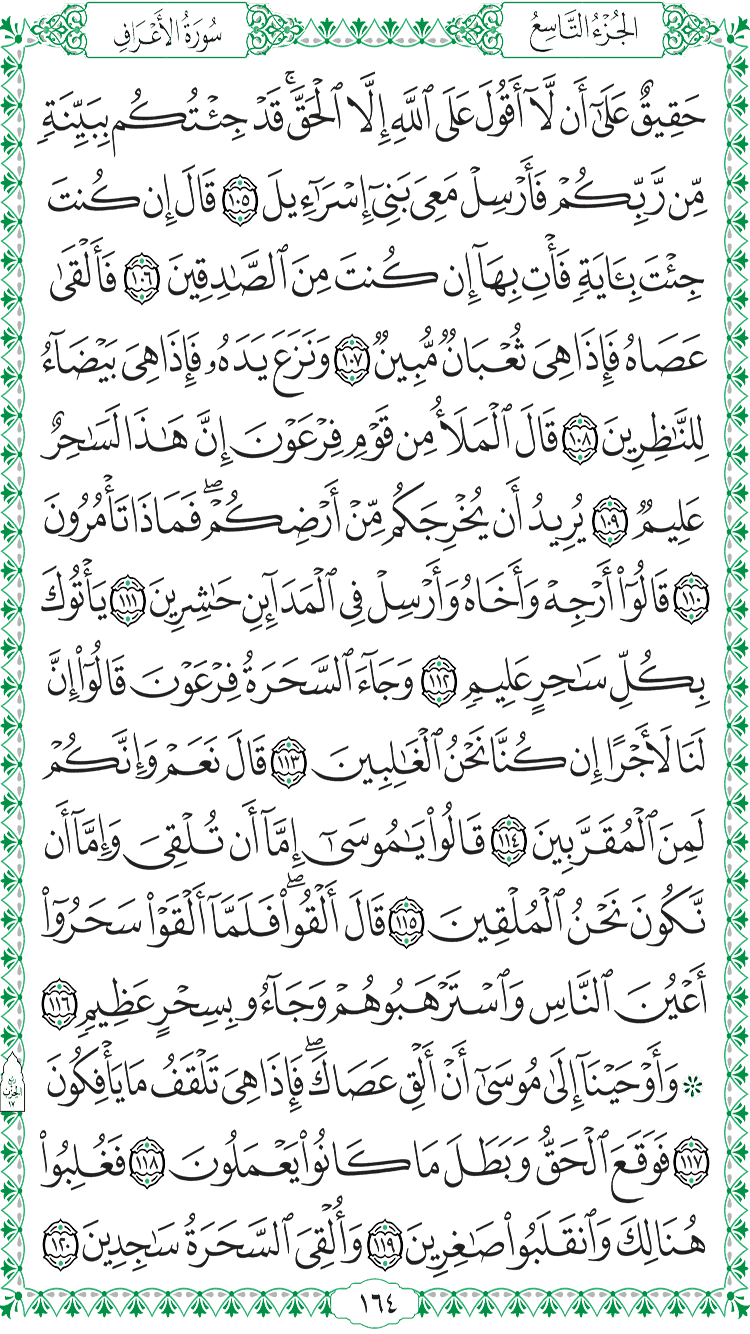 سُورَةُ الأَعْرَافِ الجُزْءُ التَّاسِعُ
حَقِيقٌ عَلَىٰٓ أَن لَّآ أَقُولَ عَلَى ٱللَّهِ إِلَّا ٱلْحَقَّۚ قَدْ جِئْتُكُم بِبَيِّنَةٍ
مِّن رَّبِّكُمْ فَأَرْسِلْ مَعِىَ بَنِىٓ إِسْرَٰٓءِيلَ ١٠٥ قَالَ إِن كُنتَ
جِئْتَ بِـَٔايَةٍ فَأْتِ بِهَآ إِن كُنتَ مِنَ ٱلصَّـٰدِقِينَ ١٠٦ فَأَلْقَىٰ
عَصَاهُ فَإِذَا هِىَ ثُعْبَانٌ مُّبِينٌ ١٠٧ وَنَزَعَ يَدَهُۥ فَإِذَا هِىَ بَيْضَآءُ
لِلنَّـٰظِرِينَ ١٠٨ قَالَ ٱلْمَلَأُ مِن قَوْمِ فِرْعَوْنَ إِنَّ هَـٰذَا لَسَـٰحِرٌ
عَلِيمٌ ١٠٩ يُرِيدُ أَن يُخْرِجَكُم مِّنْ أَرْضِكُمْۖ فَمَاذَا تَأْمُرُونَ
١١٠ قَالُوٓا۟ أَرْجِهْ وَأَخَاهُ وَأَرْسِلْ فِى ٱلْمَدَآئِنِ حَـٰشِرِينَ ١١١ يَأْتُوكَ
بِكُلِّ سَـٰحِرٍ عَلِيمٍ ١١٢ وَجَآءَ ٱلسَّحَرَةُ فِرْعَوْنَ قَالُوٓا۟ إِنَّ
لَنَا لَأَجْرًا إِن كُنَّا نَحْنُ ٱلْغَـٰلِبِينَ ١١٣ قَالَ نَعَمْ وَإِنَّكُمْ
لَمِنَ ٱلْمُقَرَّبِينَ ١١٤ قَالُوا۟ يَـٰمُوسَىٰٓ إِمَّآ أَن تُلْقِىَ وَإِمَّآ أَن
نَّكُونَ نَحْنُ ٱلْمُلْقِينَ ١١٥ قَالَ أَلْقُوا۟ۖ فَلَمَّآ أَلْقَوْا۟ سَحَرُوٓا۟
أَعْيُنَ ٱلنَّاسِ وَٱسْتَرْهَبُوهُمْ وَجَآءُو بِسِحْرٍ عَظِيمٍ ١١٦
۞ وَأَوْحَيْنَآ إِلَىٰ مُوسَىٰٓ أَنْ أَلْقِ عَصَاكَۖ فَإِذَا هِىَ تَلْقَفُ مَا يَأْفِكُونَ
ربع الحزب ١٧
١١٧ فَوَقَعَ ٱلْحَقُّ وَبَطَلَ مَا كَانُوا۟ يَعْمَلُونَ ١١٨ فَغُلِبُوا۟
هُنَالِكَ وَٱنقَلَبُوا۟ صَـٰغِرِينَ ١١٩ وَأُلْقِىَ ٱلسَّحَرَةُ سَـٰجِدِينَ ١٢٠
١٦٤